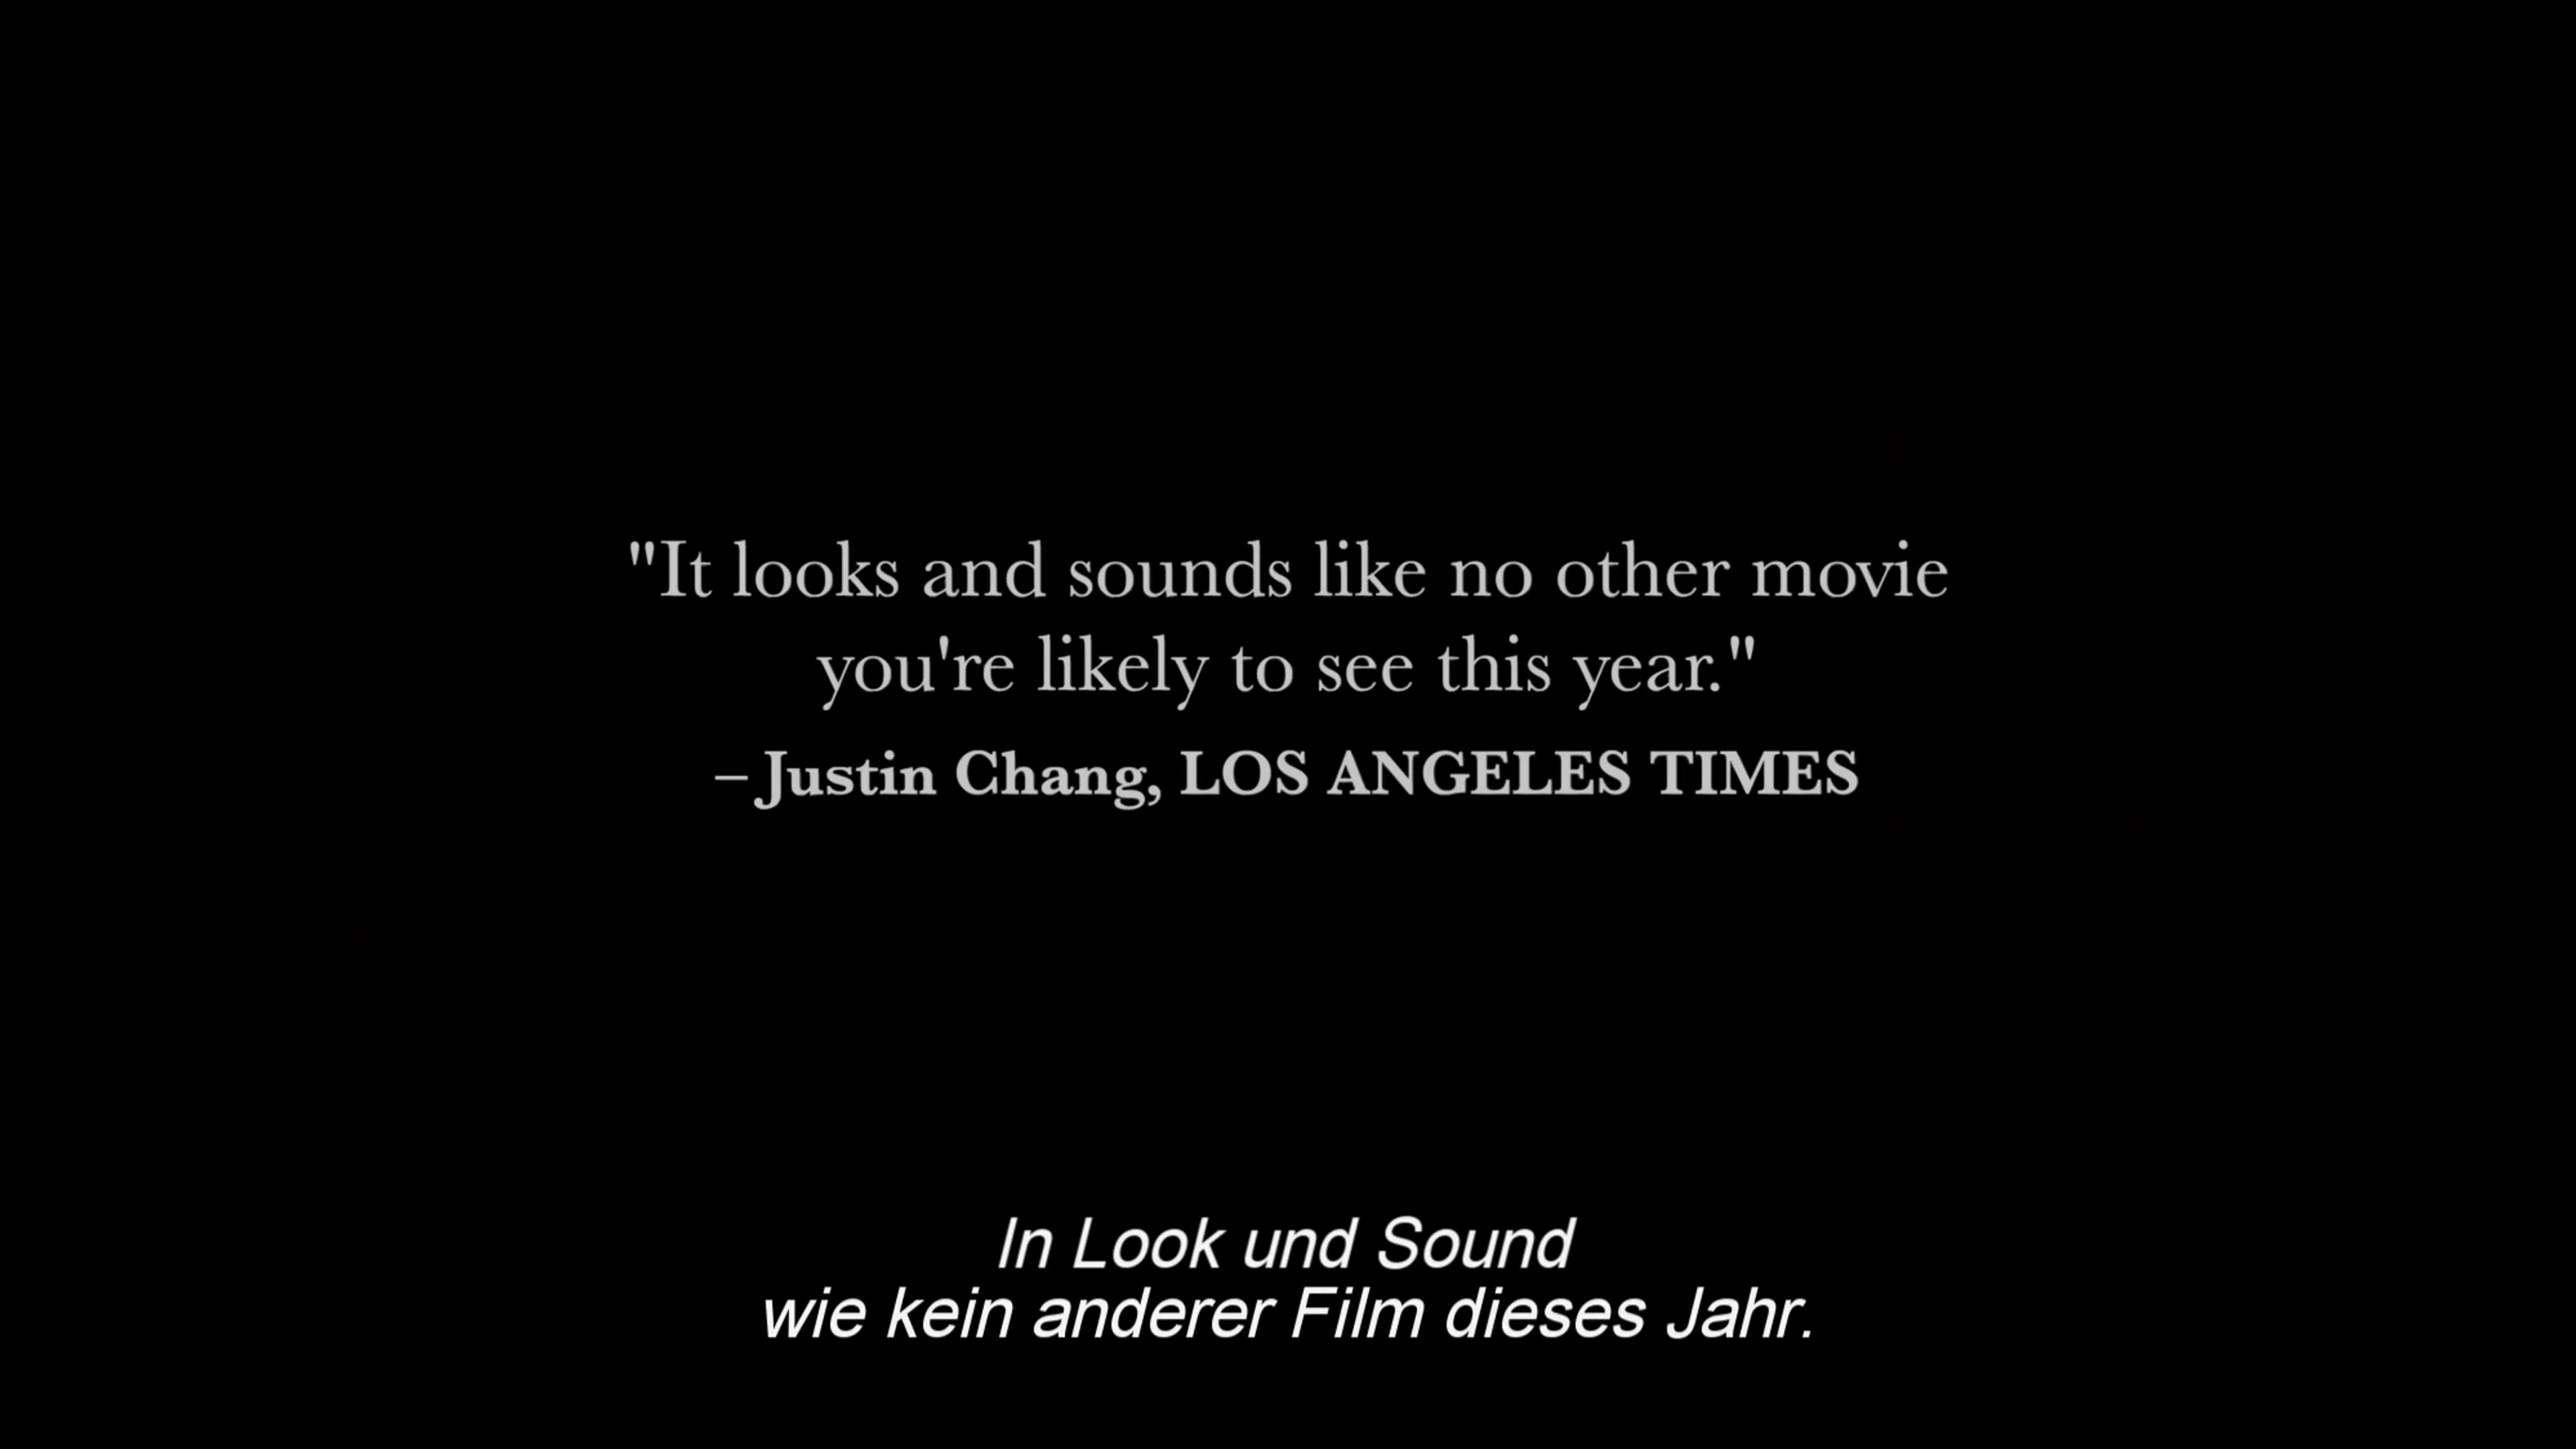 "It looks and sounds like no other movie
you're likely to see this year."
– Justin Chang, LOS ANGELES TIMES
In Look und Sound
wie kein anderer Film dieses Jahr.